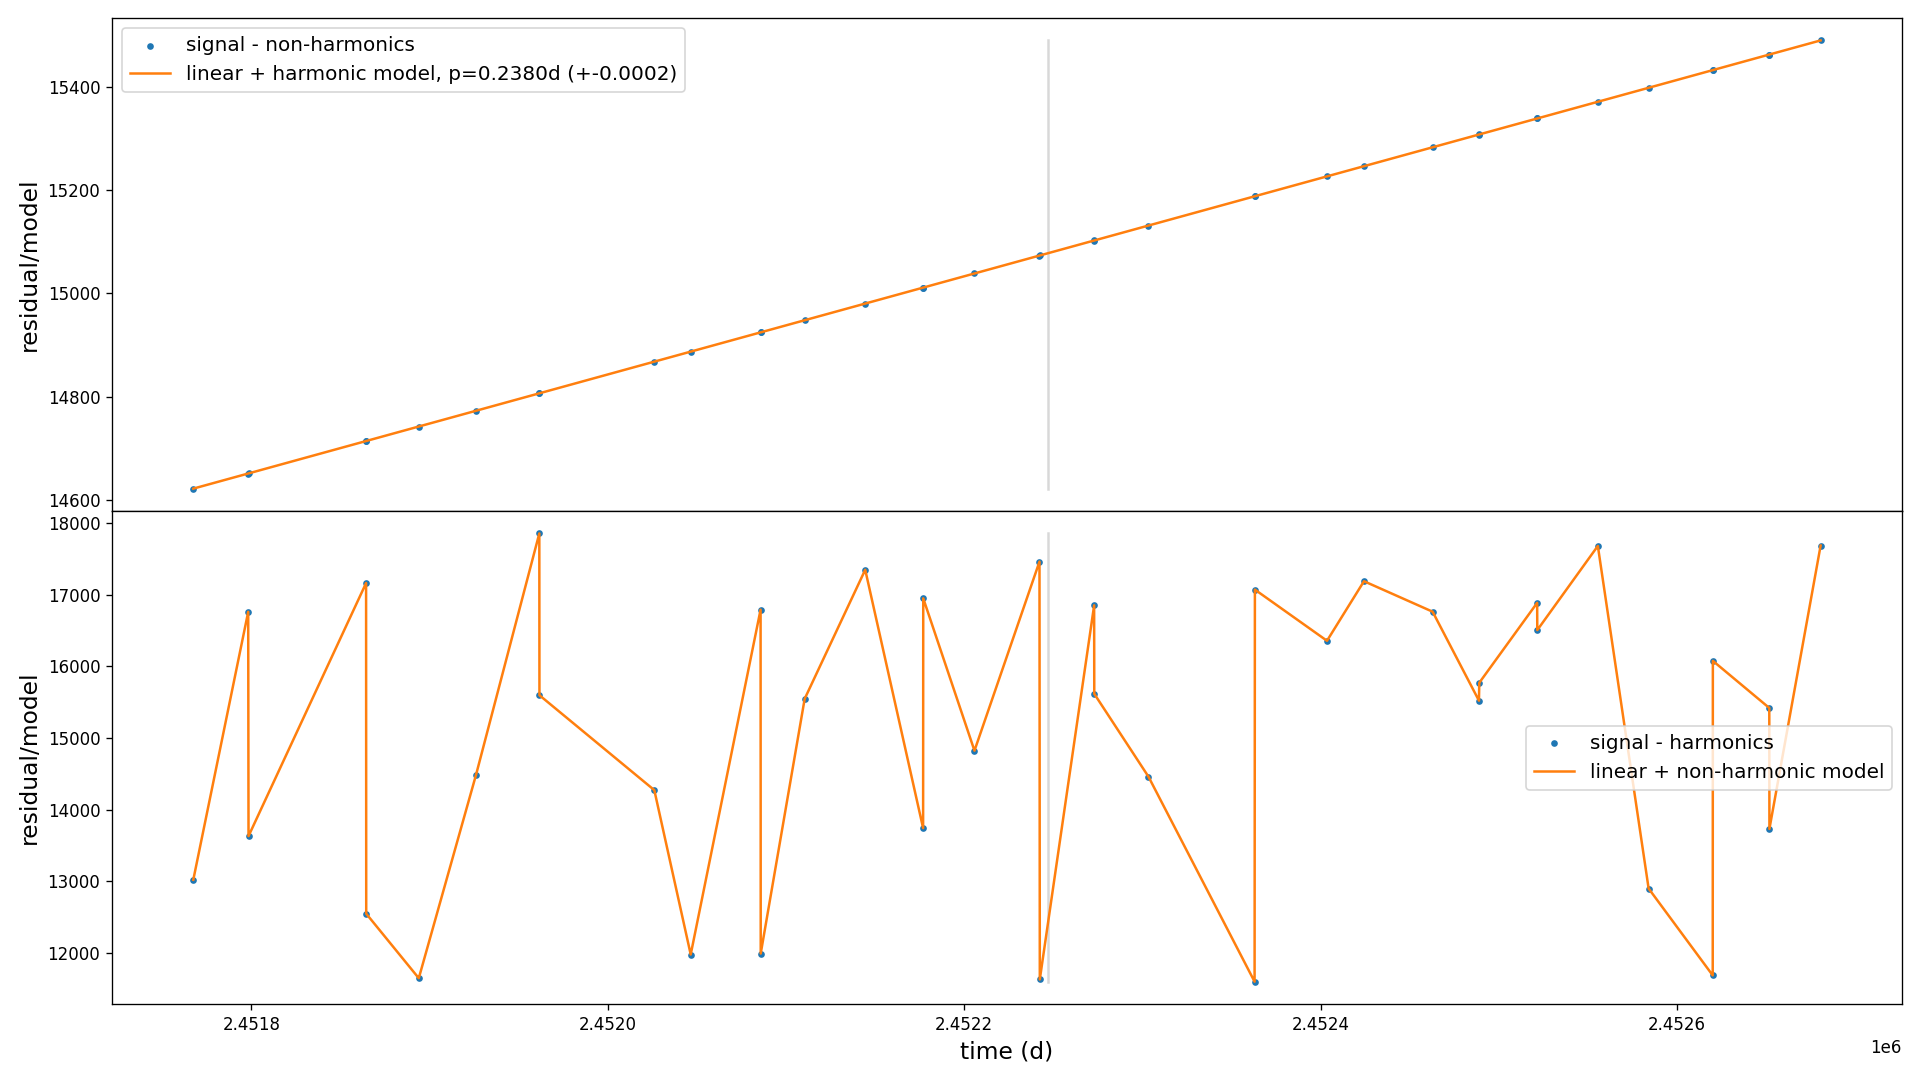 signal - non-harmonics
linear + harmonic model, p=0.2380d (+-0.0002)
residual/model
15400
15200
15000
14800
14600
18000
17000
16000
15000
14000
13000
12000
residual/model
signal - harmonics
linear + non-harmonic model
2.4518 2.4520 2.4522 2.4524 2.4526
time (d)
1e6